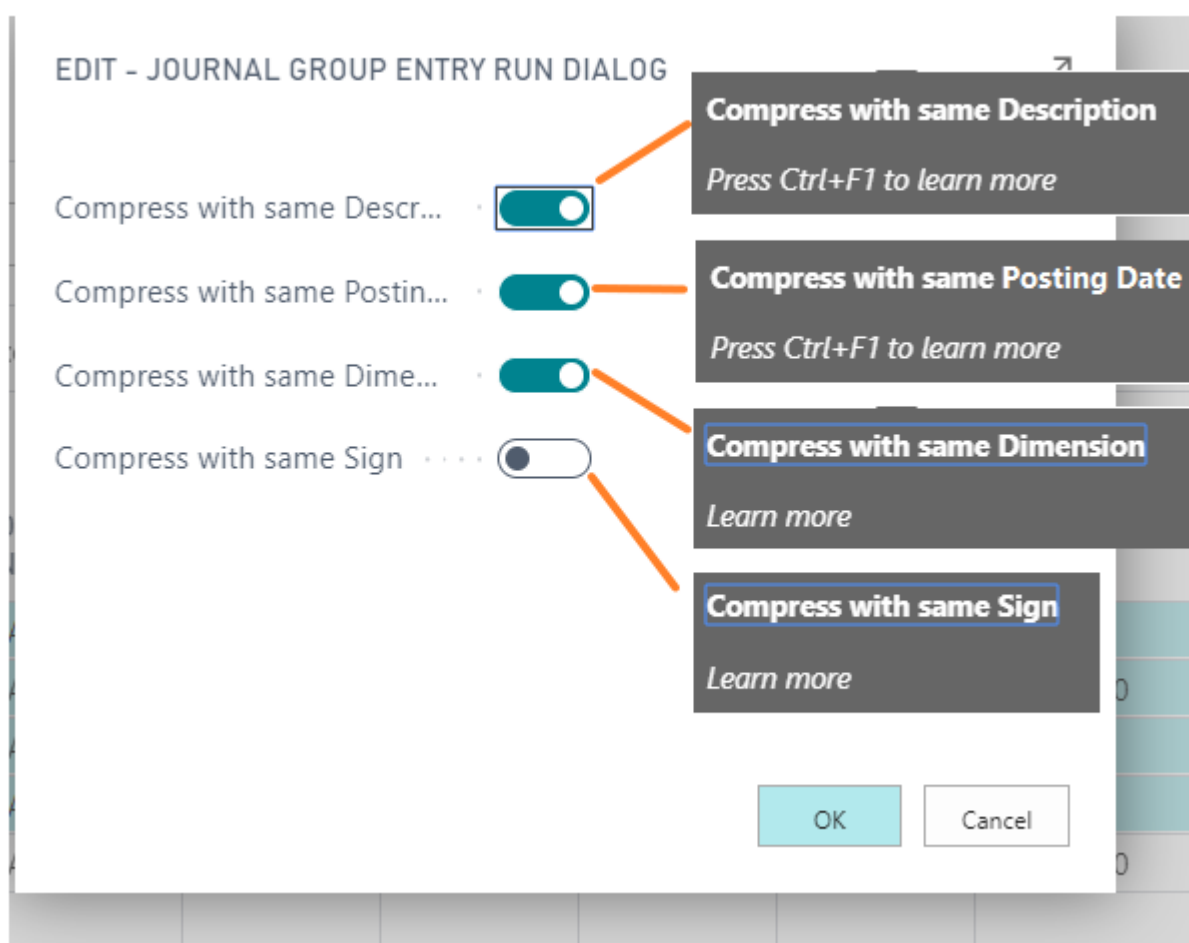 EDIT - JOURNAL GROUP ENTRY RUN DIALOG
Compress with same Description
Press Ctrl+F1 to learn more
Compress with same Descr...
Compress with same Posting Date
Press Ctrl+F1 to learn more
Compress with same Postin...
Compress with same Dime...
Compress with same Dimension
Learn more
Compress with same Sign
Compress with same Sign
Learn more
0
OK
Cancel
0